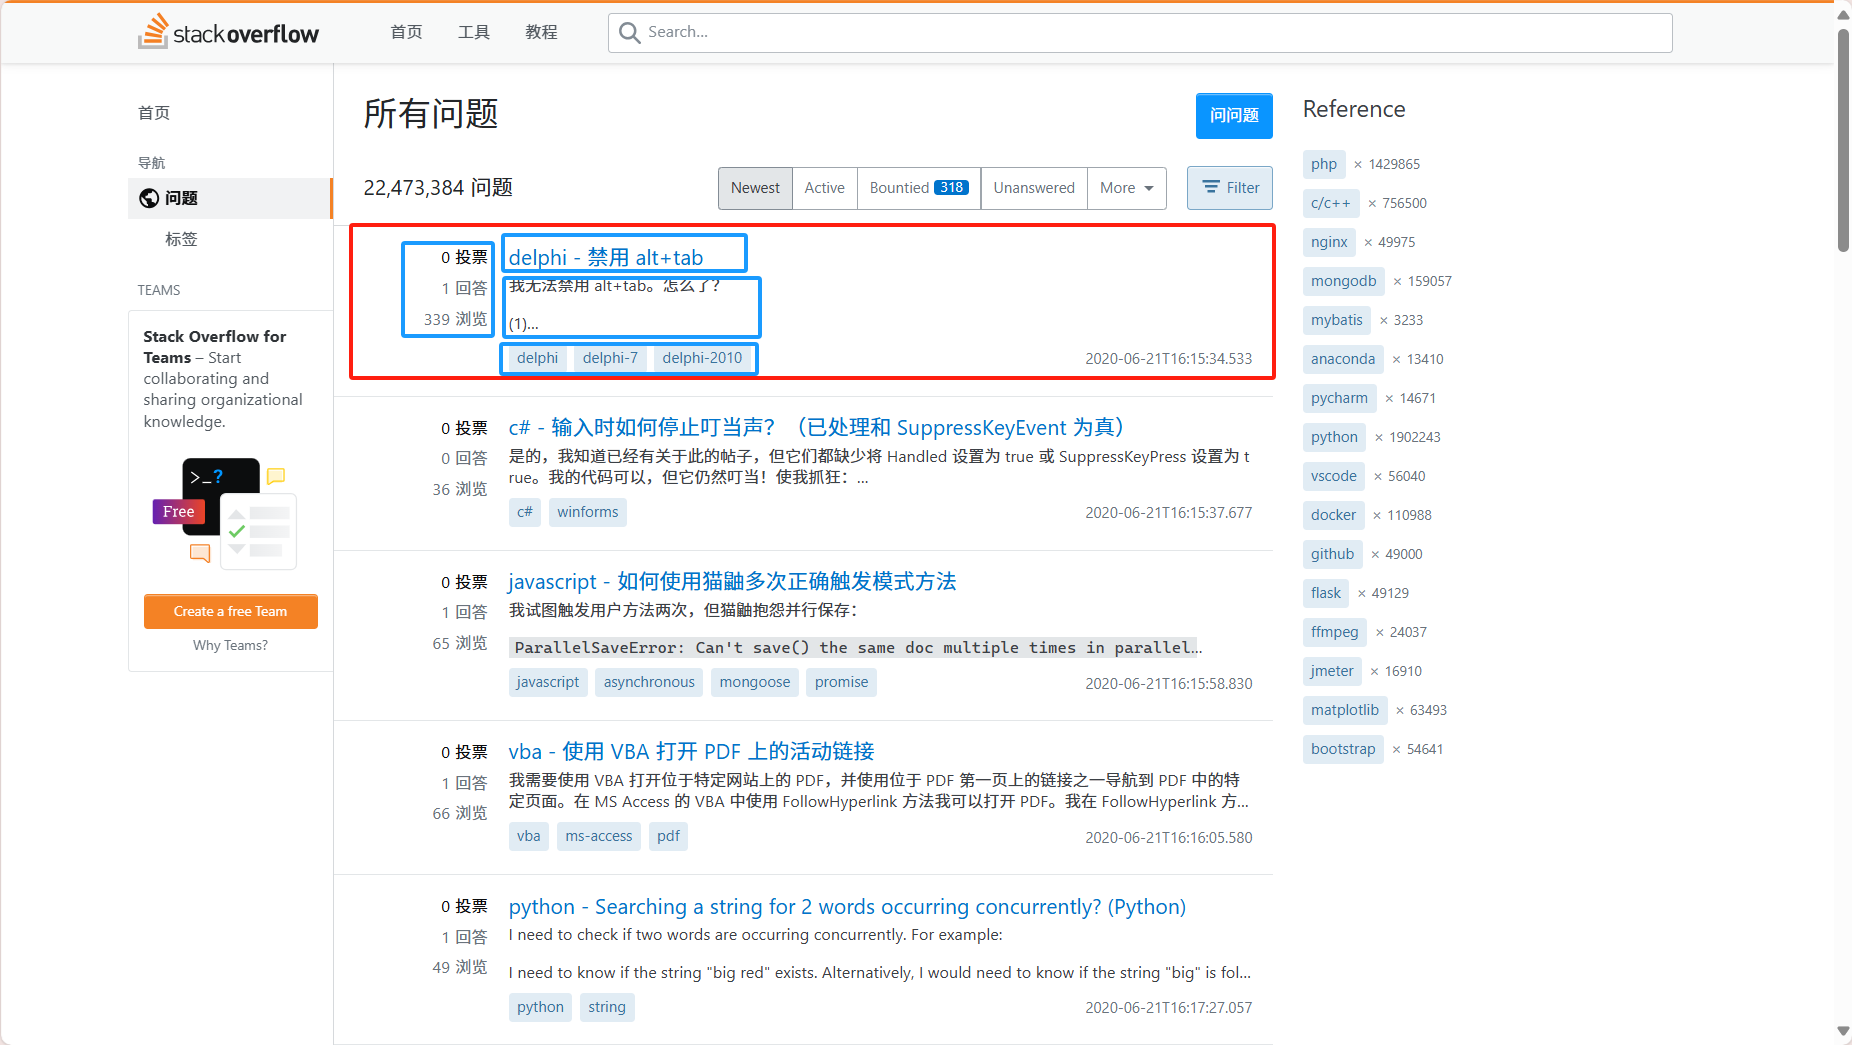 stack overflow
首页
工具
教程
Search...
首页
导航
问题
标签
TEAMS
Stack Overflow for
Teams – Start
collaborating and
sharing organizational
knowledge.
>_?
Free
Create a free Team
Why Teams?
所有问题
问问题
22,473,384 问题
Newest
Active
Bountied 318
Unanswered
More
Filter
0 投票
1 回答
339 浏览
delphi - 禁用 alt+tab
我无法禁用 alt+tab。怎么了?
(1)...
delphi delphi-7 delphi-2010
2020-06-21T16:15:34.533
0 投票
0 回答
36 浏览
c# - 输入时如何停止叮当声? (已处理和 SuppressKeyEvent 为真)
是的,我知道已经有关于此的帖子,但它们都缺少将 Handled 设置为 true 或 SuppressKeyPress 设置为 t
rue。我的代码可以,但它仍然叮当!使我抓狂:...
c# winforms
2020-06-21T16:15:37.677
0 投票
1 回答
65 浏览
javascript - 如何使用猫鼬多次正确触发模式方法
我试图触发用户方法两次,但猫鼬抱怨并行保存:
ParallelSaveError: Can't save() the same doc multiple times in parallel...
javascript asynchronous mongoose promise
2020-06-21T16:15:58.830
0 投票
1 回答
66 浏览
vba - 使用 VBA 打开 PDF 上的活动链接
我需要使用 VBA 打开位于特定网站上的 PDF,并使用位于 PDF 第一页上的链接之一导航到 PDF 中的特
定页面。在 MS Access 的 VBA 中使用 FollowHyperlink 方法我可以打开 PDF。我在 FollowHyperlink 方...
vba ms-access pdf
2020-06-21T16:16:05.580
0 投票
1 回答
49 浏览
python - Searching a string for 2 words occurring concurrently? (Python)
I need to check if two words are occurring concurrently. For example:
I need to know if the string "big red" exists. Alternatively, I would need to know if the string "big" is fol...
python string
2020-06-21T16:17:27.057
Reference
php × 1429865
c/c++ × 756500
nginx × 49975
mongodb × 159057
mybatis × 3233
anaconda × 13410
pycharm × 14671
python × 1902243
vscode × 56040
docker × 110988
github × 49000
flask × 49129
ffmpeg × 24037
jmeter × 16910
matplotlib × 63493
bootstrap × 54641